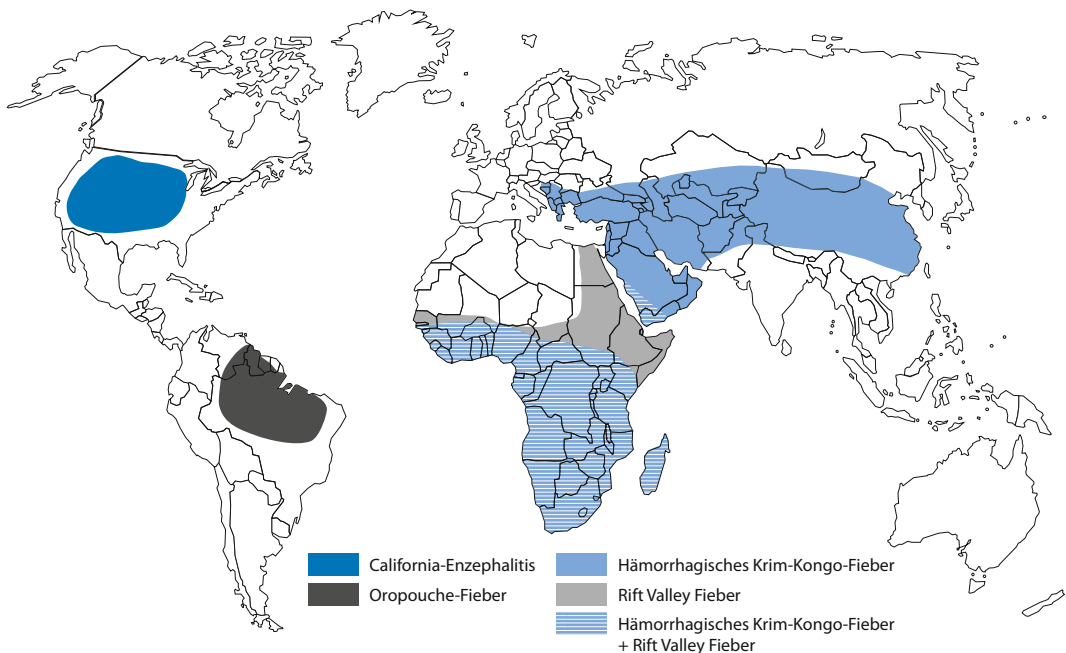 California-Enzephalitis
Oropouche-Fieber
Hämorrhagisches Krim-Kongo-Fieber
Rift Valley Fieber
Hämorrhagisches Krim-Kongo-Fieber
+ Rift Valley Fieber